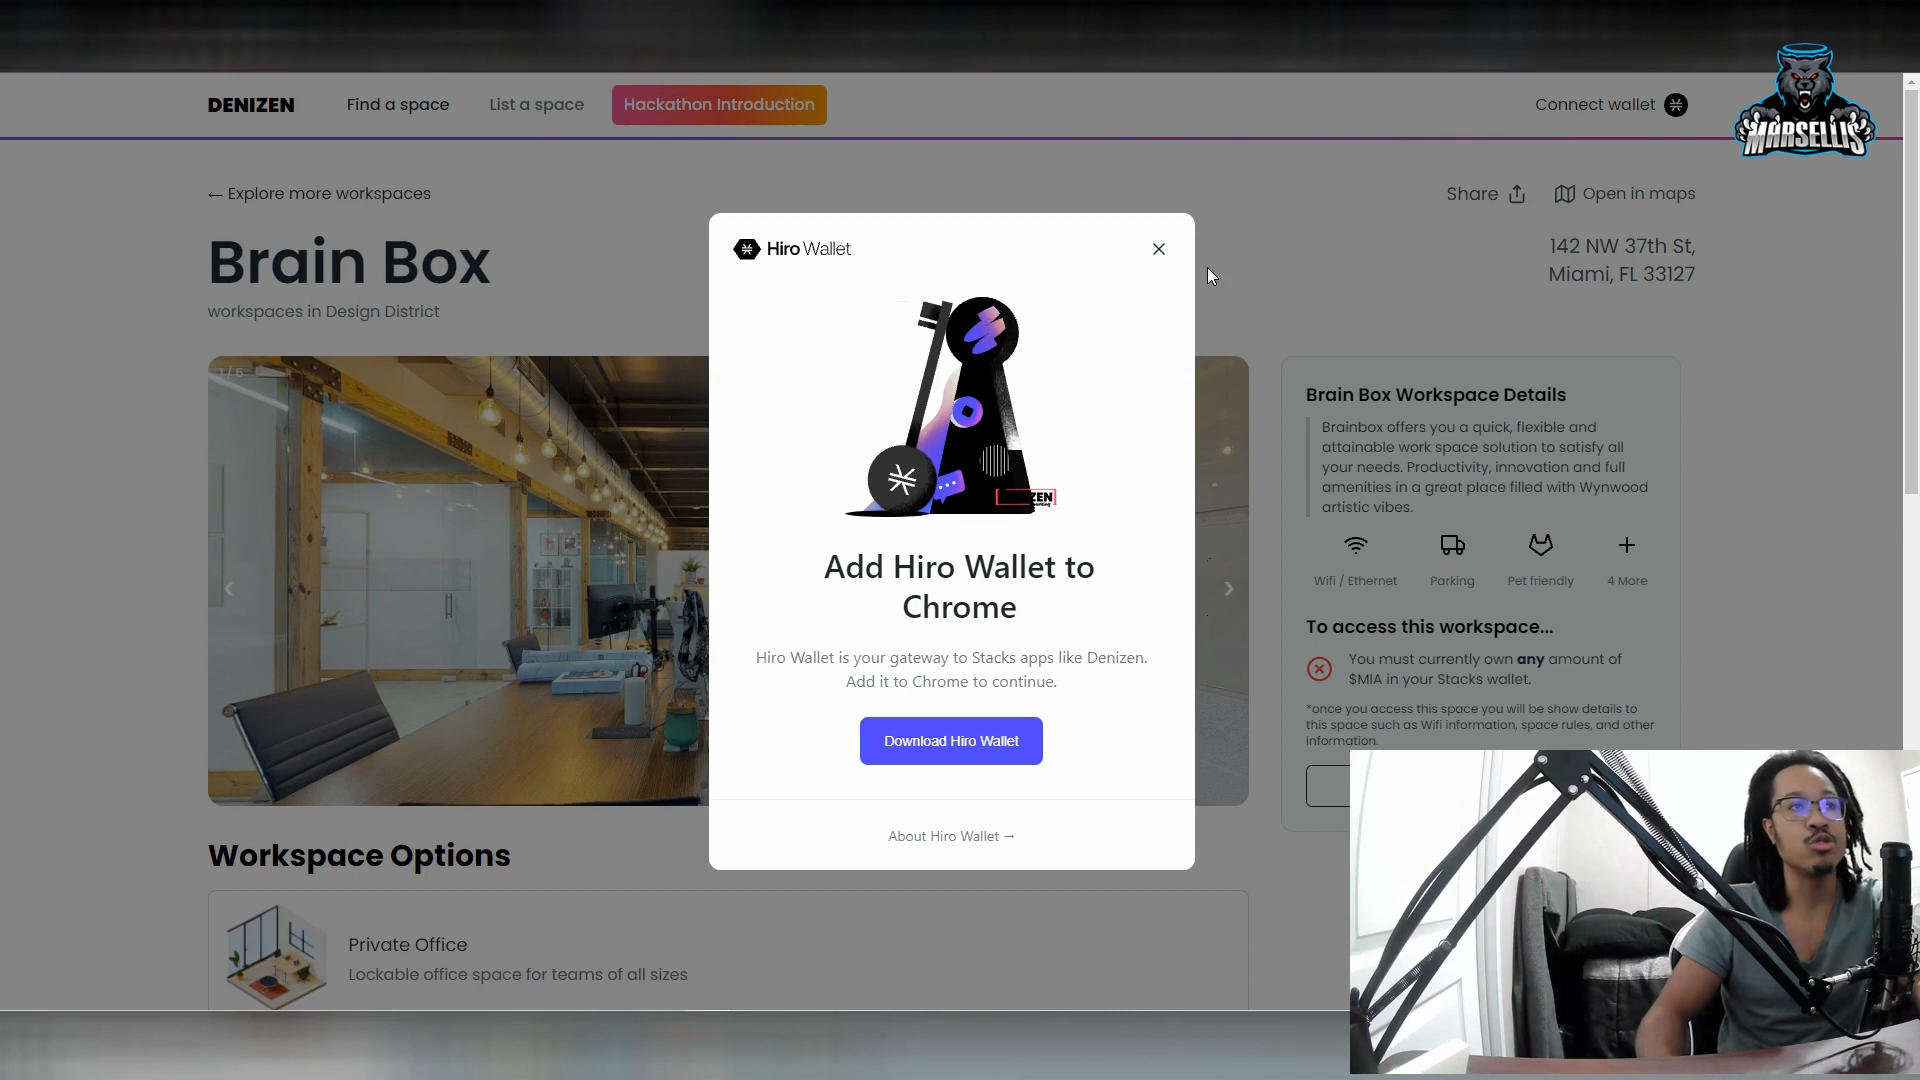 DENIZEN
Find a space
List a space
Hackathon Introduction
Connect wallet
MARSELLIS
← Explore more workspaces
Share
Open in maps
Brain Box
workspaces in Design District
142 NW 37th St,
Miami, FL 33127
1 / 5
Hiro Wallet
ZEN
Add Hiro Wallet to
Chrome
Hiro Wallet is your gateway to Stacks apps like Denizen.
Add it to Chrome to continue.
Download Hiro Wallet
About Hiro Wallet →
Brain Box Workspace Details
Brainbox offers you a quick, flexible and
attainable work space solution to satisfy all
your needs. Productivity, innovation and full
amenities in a great place filled with Wynwood
artistic vibes.
Wifi / Ethernet
Parking
Pet friendly
4 More
To access this workspace...
You must currently own any amount of
$MIA in your Stacks wallet.
*once you access this space you will be show details to
this space such as Wifi information, space rules, and other
information.
Workspace Options
Private Office
Lockable office space for teams of all sizes